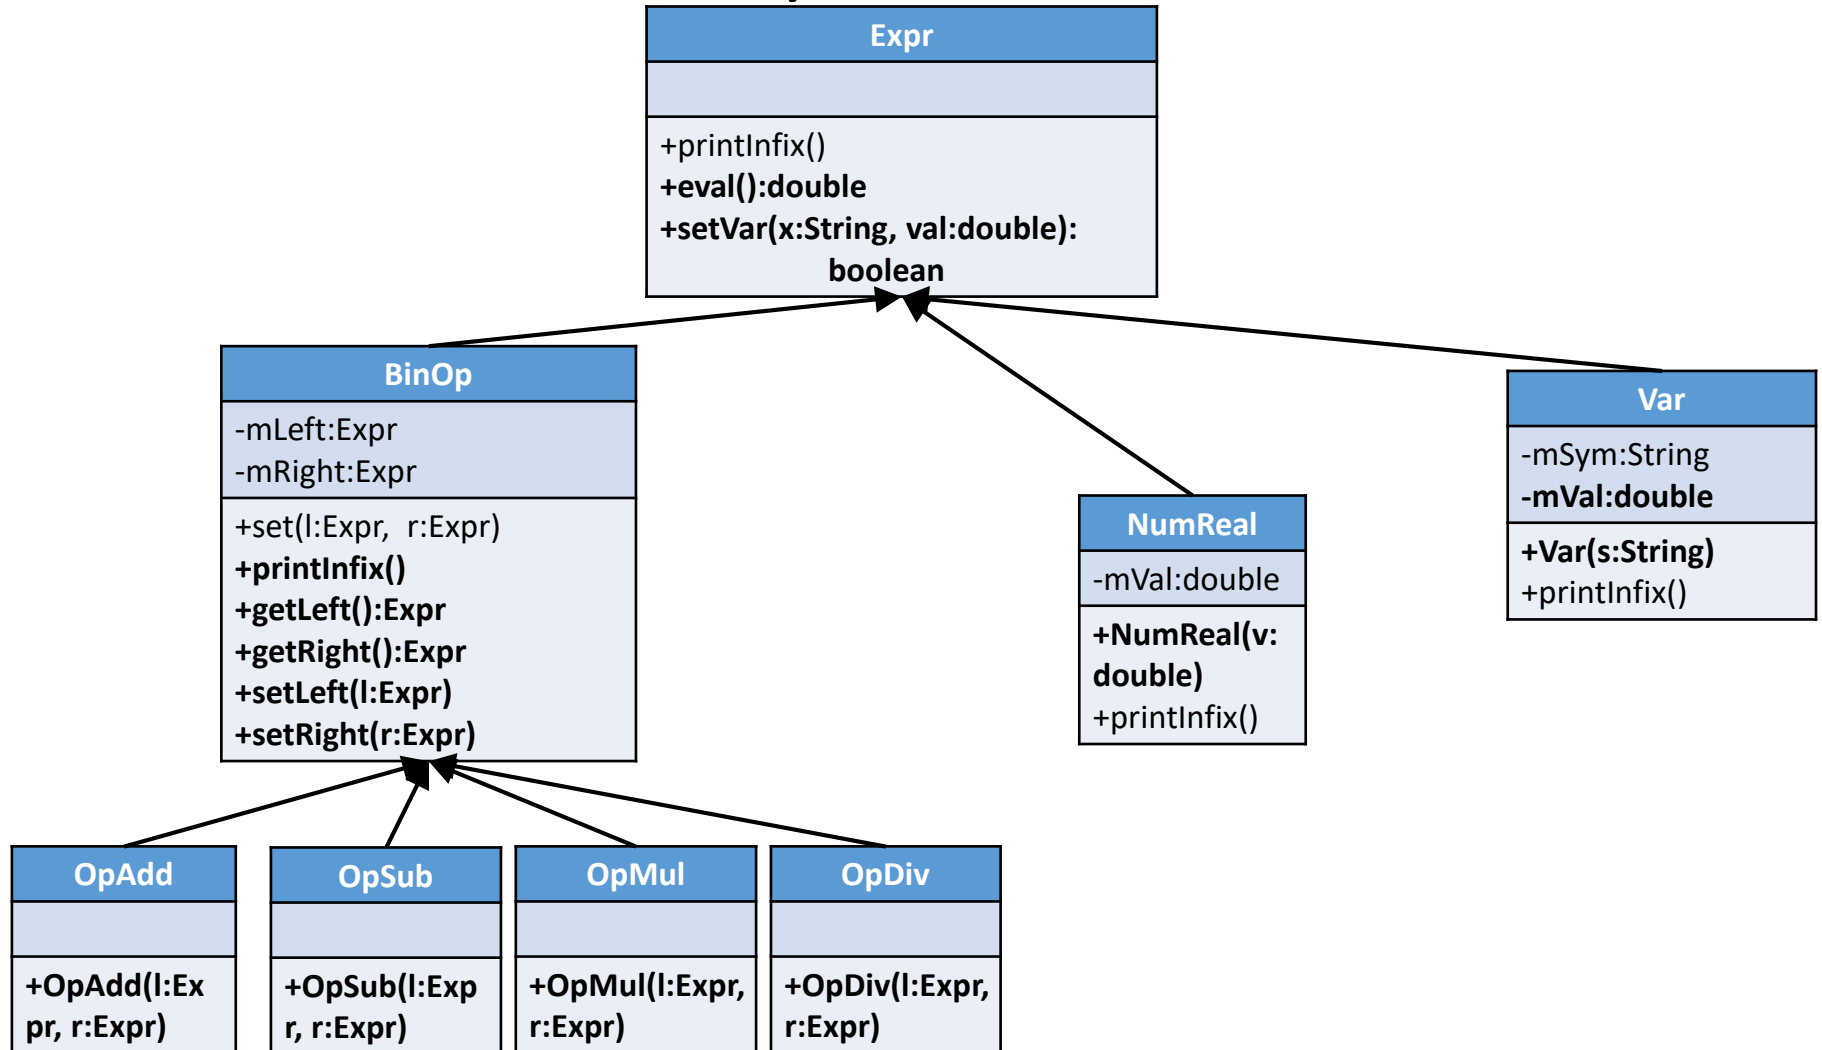 Expr
+printInfix()
+eval():double
+setVar(x:String, val:double):
boolean
BinOp
-mLeft:Expr
-mRight:Expr
+set(l:Expr, r:Expr)
+printInfix()
+getLeft():Expr
+getRight():Expr
+setLeft(l:Expr)
+setRight(r:Expr)
NumReal
-mVal:double
+NumReal(v:
double)
+printInfix()
Var
-mSym:String
-mVal:double
+Var(s:String)
+printInfix()
OpAdd
+OpAdd(l:Ex
pr, r:Expr)
OpSub
+OpSub(l:Exp
r, r:Expr)
OpMul
+OpMul(l:Expr,
r:Expr)
OpDiv
+OpDiv(l:Expr,
r:Expr)